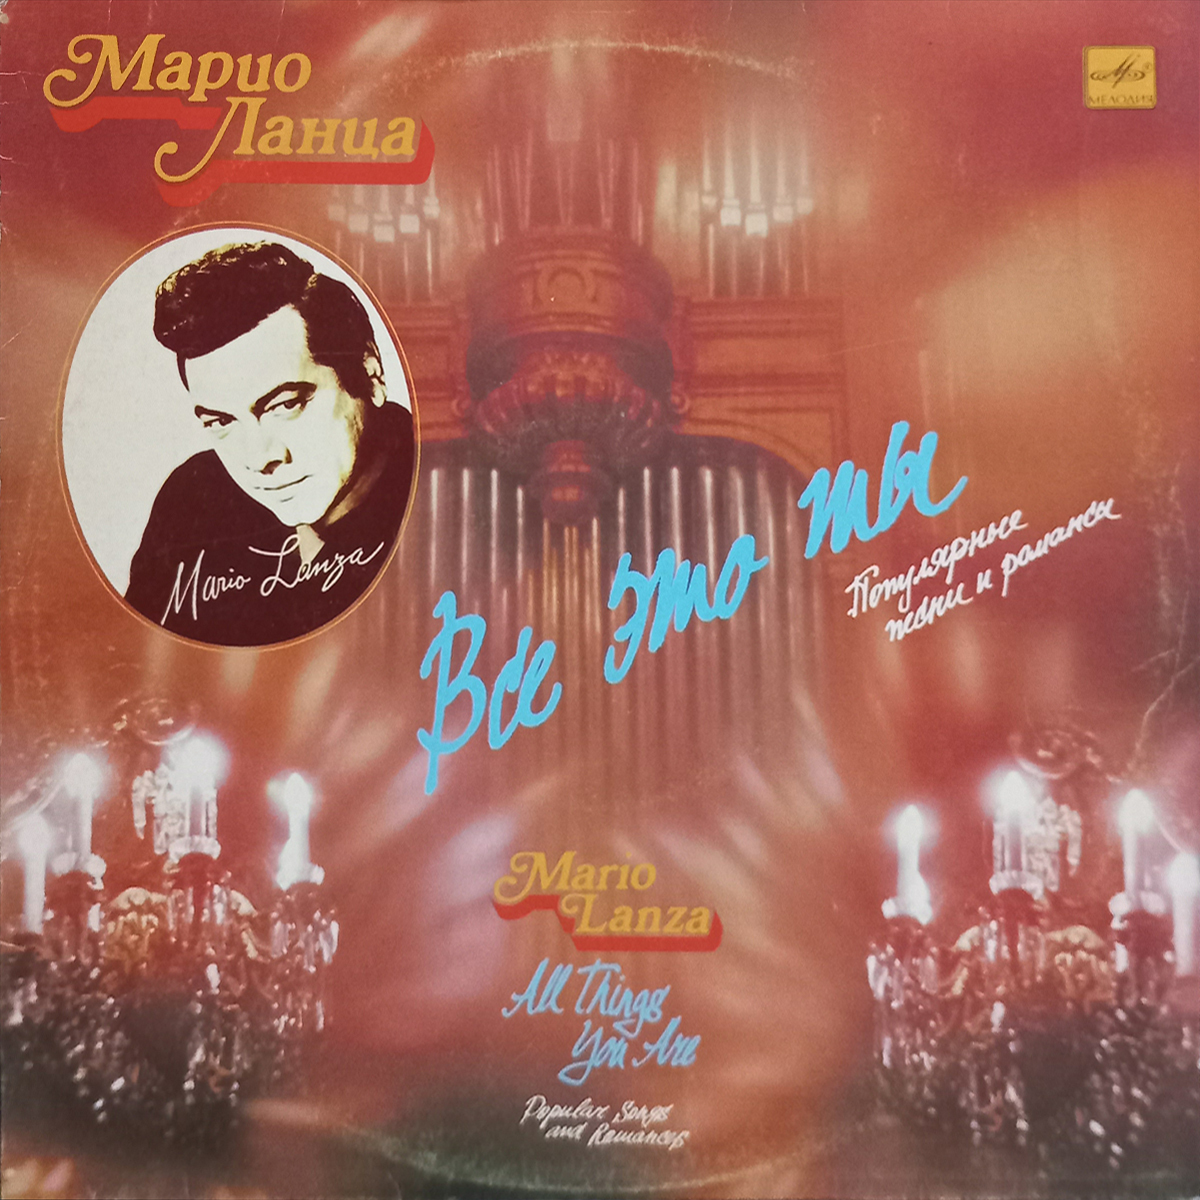 Марио
Ланца
МЕЛОДИЯ
Mario Lanza
Все это ты
Популярные
песни и романсы
Mario
Lanza
All Things
You Are
Popular Songs
and Romances